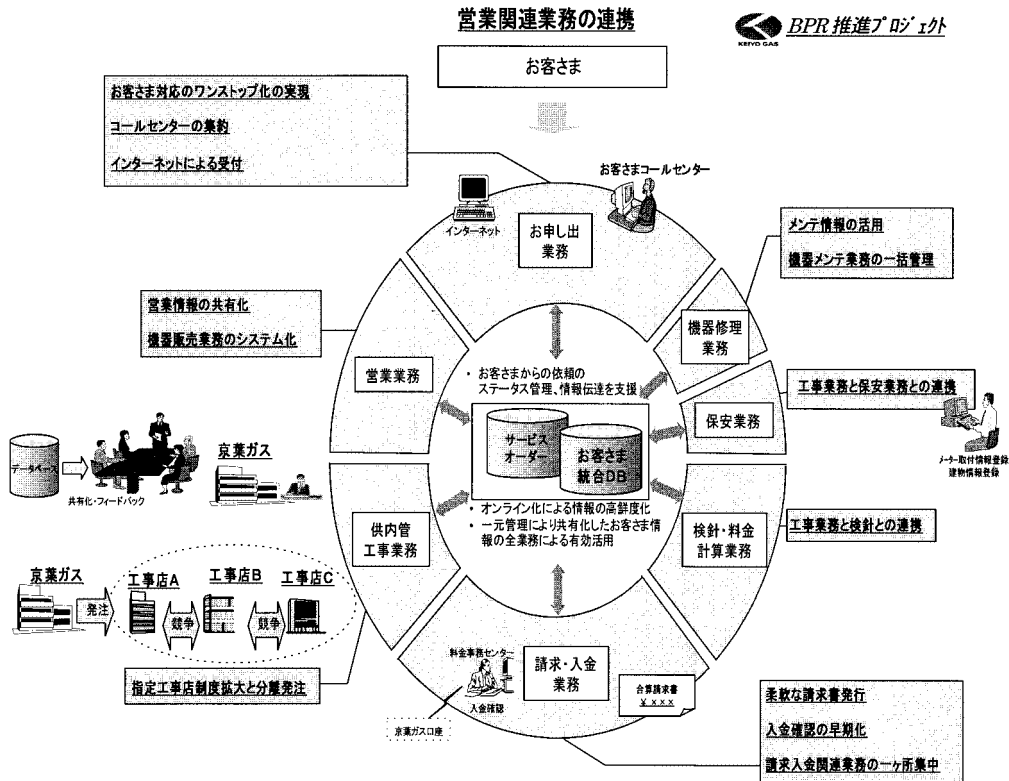 営業関連業務の連携
KEIYO GAS
BPR推進プロジェクト
お客さま
お客さま対応のワンストップ化の実現
コールセンターの集約
インターネットによる受付
お客さまコールセンター
インターネット
お申し出
業務
メンテ情報の活用
機器メンテ業務の一括管理
営業情報の共有化
機器販売業務のシステム化
機器修理
業務
営業業務
・ お客さまからの依頼の
ステータス管理、情報伝達を支援
工事業務と保安業務との連携
保安業務
サービス
オーダー
お客さま
統合DB
データベース
共有化・フィードバック
京葉ガス
メーター取付情報登録
建物情報登録
・ オンライン化による情報の高鮮度化
・ 一元管理により共有化したお客さま情
報の全業務による有効活用
供内管
工事業務
検針・料金
計算業務
工事業務と検針との連携
京葉ガス
発注
工事店A
競争
工事店B
競争
工事店C
指定工事店制度拡大と分離発注
料金事務センター
入金確認
京葉ガス口座
請求・入金
業務
合算請求書
¥ x x x
柔軟な請求書発行
入金確認の早期化
請求入金関連業務の一ヶ所集中